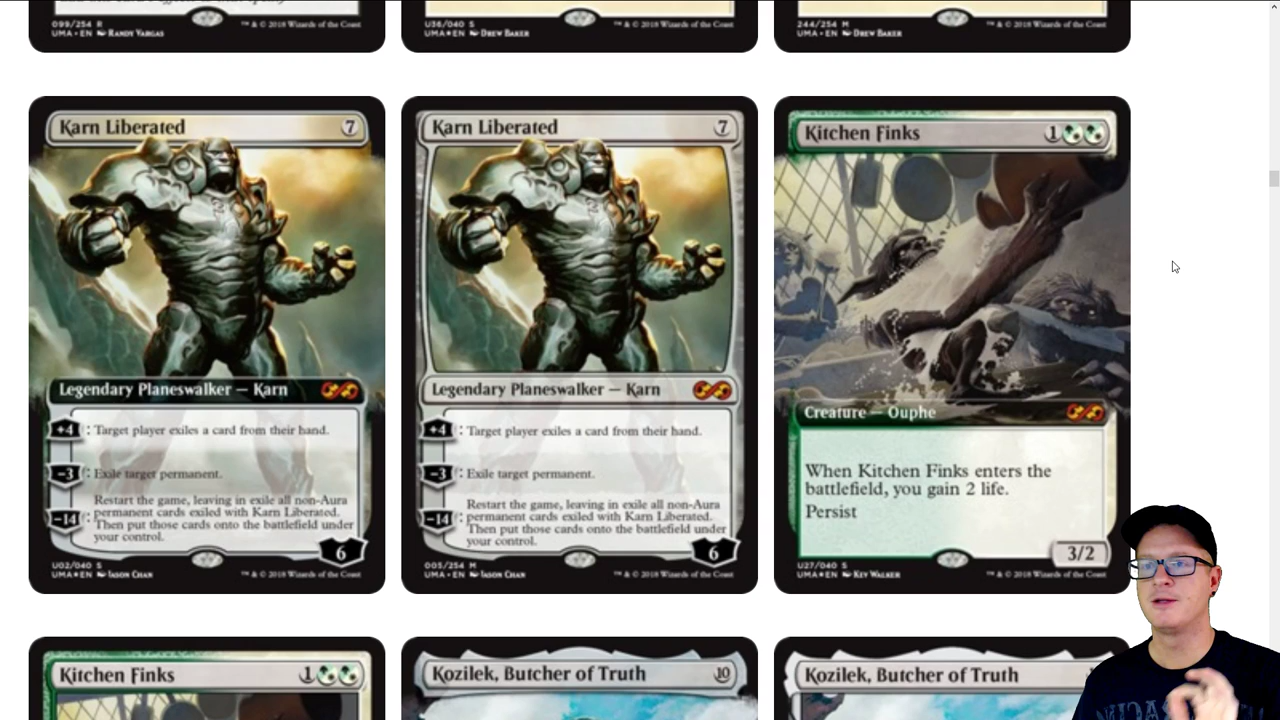 099/254 R
UMA • EN RANDY VARGAS
™ & © 2018 Wizards of the Coast
U36/040 S
UMA★EN DREW BAKER
™ & © 2018 Wizards of the Coast
244/254 M
UMA • EN DREW BAKER
™ & © 2018 Wizards of the Coast
Karn Liberated 7
Legendary Planeswalker — Karn
+4 : Target player exiles a card from their hand.
−3 : Exile target permanent.
Restart the game, leaving in exile all non-Aura
−14 : permanent cards exiled with Karn Liberated.
Then put those cards onto the battlefield under
your control.
6
U02/040 S
UMA★EN JASON CHAN
™ & © 2018 Wizards of the Coast
Karn Liberated 7
Legendary Planeswalker — Karn
+4 : Target player exiles a card from their hand.
−3 : Exile target permanent.
Restart the game, leaving in exile all non-Aura
−14 : permanent cards exiled with Karn Liberated.
Then put those cards onto the battlefield under
your control.
6
005/254 M
UMA • EN JASON CHAN
™ & © 2018 Wizards of the Coast
Kitchen Finks 1
Creature — Ouphe
When Kitchen Finks enters the
battlefield, you gain 2 life.
Persist
3/2
U27/040 S
UMA★EN KEV WALKER
™ & © 2018 Wizards of the Coast
Kitchen Finks 1
Kozilek, Butcher of Truth 10
Kozilek, Butcher of Truth